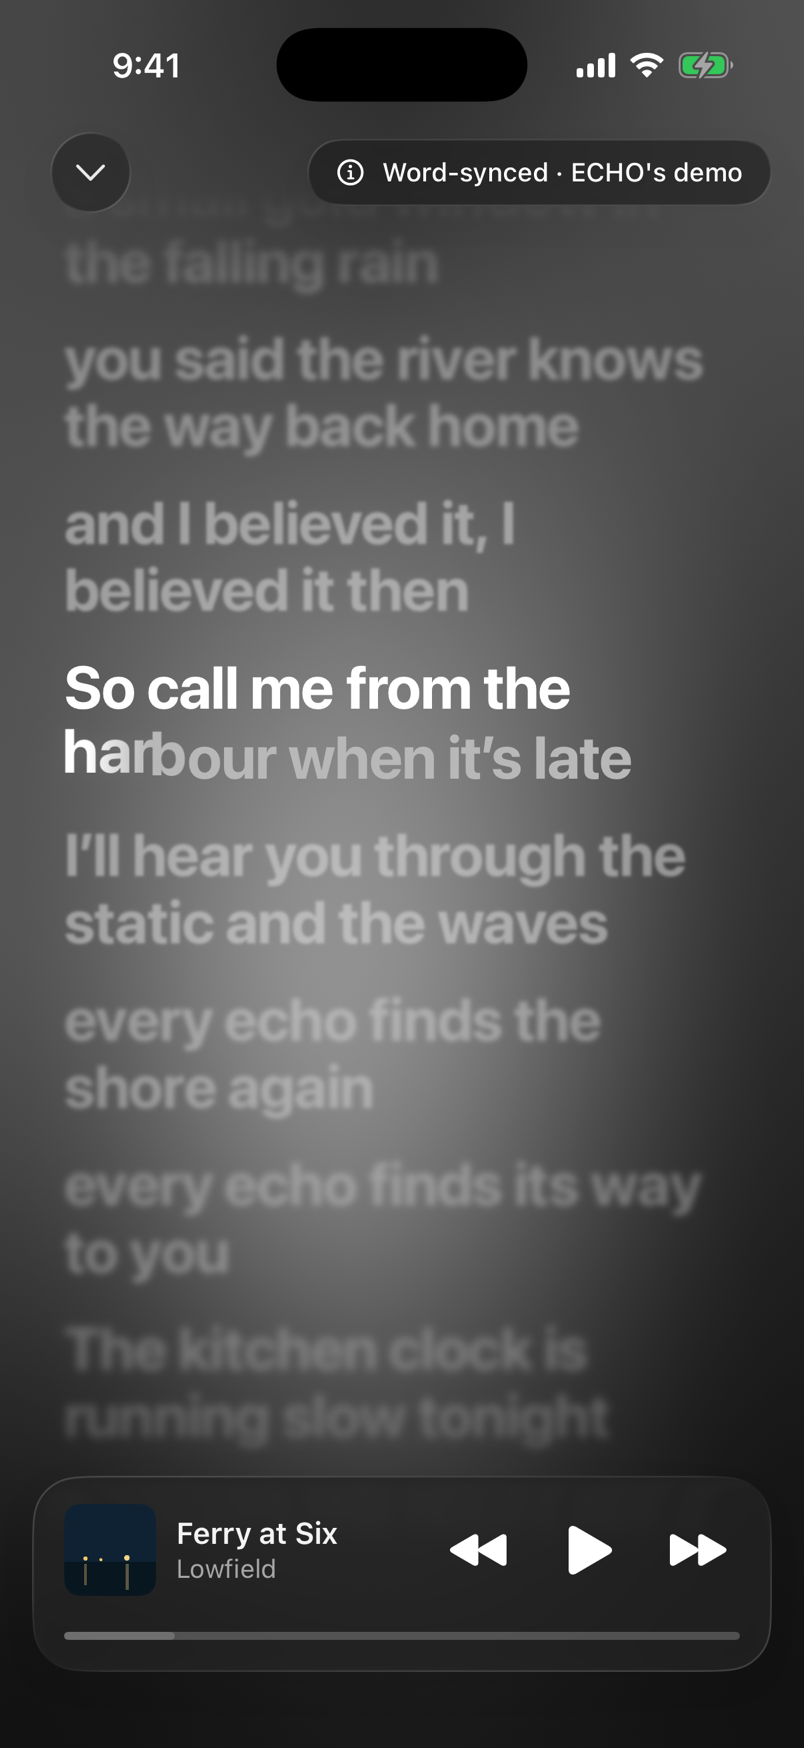 9:41
Word-synced · ECHO's demo
the falling rain
you said the river knows
the way back home
and I believed it, I
believed it then
So call me from the
harbour when it’s late
I’ll hear you through the
static and the waves
every echo finds the
shore again
every echo finds its way
to you
The kitchen clock is
running slow tonight
Ferry at Six
Lowfield